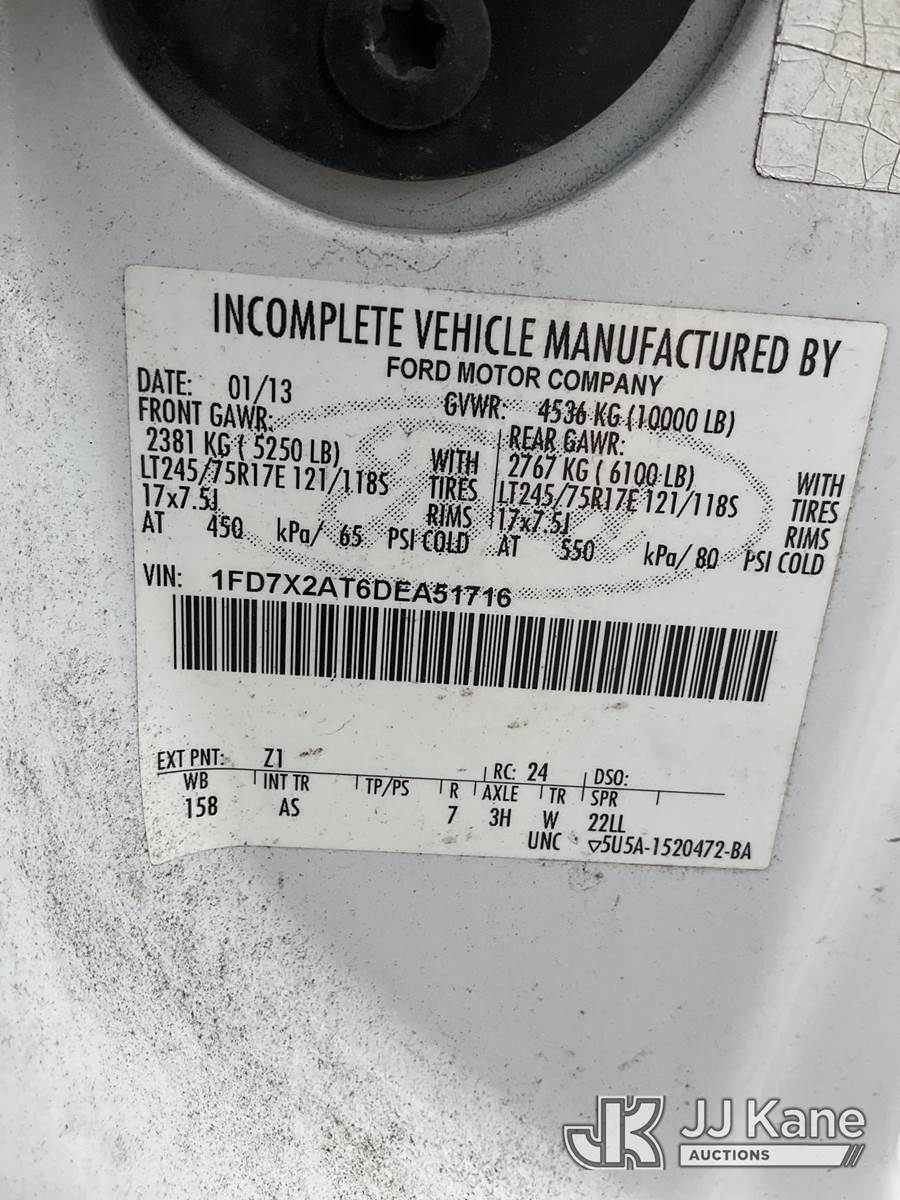 INCOMPLETE VEHICLE MANUFACTURED BY
FORD MOTOR COMPANY
DATE: 01/13 GVWR: 4536 KG (10000 LB)
FRONT GAWR: REAR GAWR:
2381 KG ( 5250 LB) WITH 2767 KG ( 6100 LB) WITH
LT245/75R17E 121/118S TIRES LT245/75R17E 121/118S TIRES
17x7.5J RIMS 17x7.5J RIMS
AT 450 kPa/ 65 PSI COLD AT 550 kPa/ 80 PSI COLD
VIN: 1FD7X2AT6DEA51716
EXT PNT: Z1 RC: 24 DSO:
WB INT TR TP/PS R AXLE TR SPR
158 AS 7 3H W 22LL
UNC ▽5U5A-1520472-BA
JK JJ Kane
AUCTIONS